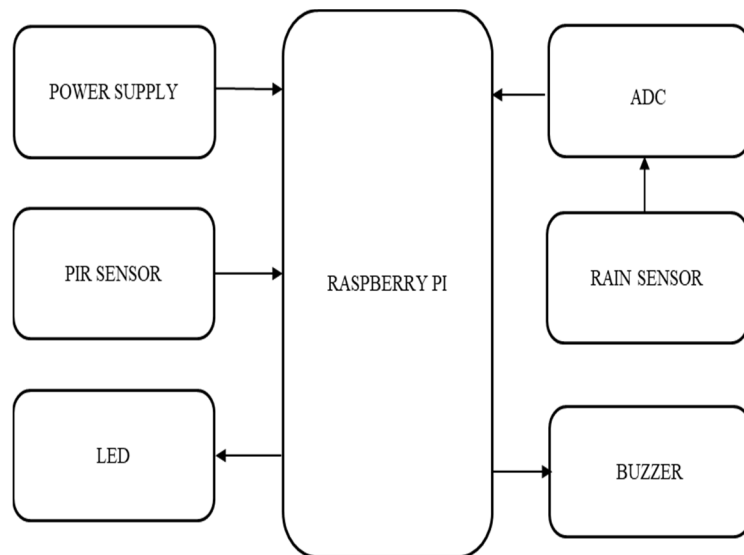 POWER SUPPLY
PIR SENSOR
LED
RASPBERRY PI
ADC
RAIN SENSOR
BUZZER